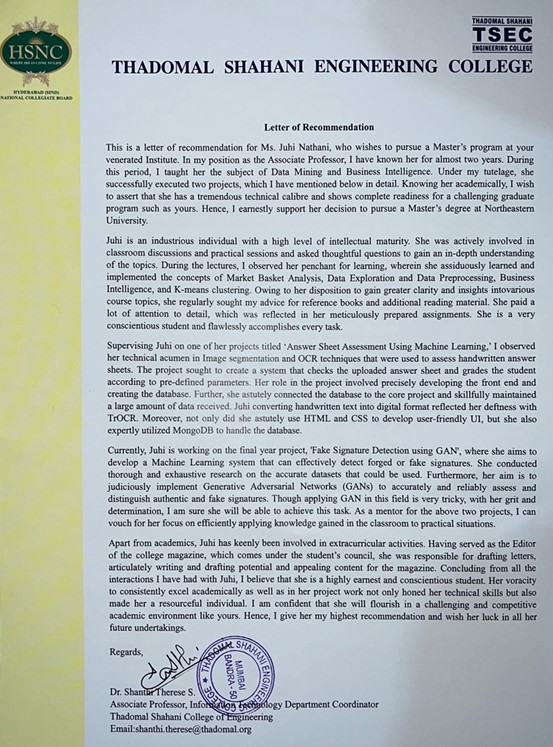 HSNC
WHERE IDEAS COME TO LIFE
HYDERABAD (SIND)
NATIONAL COLLEGIATE BOARD
THADOMAL SHAHANI
TSEC
ENGINEERING COLLEGE
THADOMAL SHAHANI ENGINEERING COLLEGE
Letter of Recommendation
This is a letter of recommendation for Ms. Juhi Nathani, who wishes to pursue a Master's program at your
venerated Institute. In my position as the Associate Professor, I have known her for almost two years. During
this period, I taught her the subject of Data Mining and Business Intelligence. Under my tutelage, she
successfully executed two projects, which I have mentioned below in detail. Knowing her academically, I wish
to assert that she has a tremendous technical calibre and shows complete readiness for a challenging graduate
program such as yours. Hence, I earnestly support her decision to pursue a Master's degree at Northeastern
University.
Juhi is an industrious individual with a high level of intellectual maturity. She was actively involved in
classroom discussions and practical sessions and asked thoughtful questions to gain an in-depth understanding
of the topics. During the lectures, I observed her penchant for learning, wherein she assiduously learned and
implemented the concepts of Market Basket Analysis, Data Exploration and Data Preprocessing, Business
Intelligence, and K-means clustering. Owing to her disposition to gain greater clarity and insights intovarious
course topics, she regularly sought my advice for reference books and additional reading material. She paid a
lot of attention to detail, which was reflected in her meticulously prepared assignments. She is a very
conscientious student and flawlessly accomplishes every task.
Supervising Juhi on one of her projects titled 'Answer Sheet Assessment Using Machine Learning,' I observed
her technical acumen in Image segmentation and OCR techniques that were used to assess handwritten answer
sheets. The project sought to create a system that checks the uploaded answer sheet and grades the student
according to pre-defined parameters. Her role in the project involved precisely developing the front end and
creating the database. Further, she astutely connected the database to the core project and skillfully maintained
a large amount of data received. Juhi converting handwritten text into digital format reflected her deftness with
TrOCR. Moreover, not only did she astutely use HTML and CSS to develop user-friendly UI, but she also
expertly utilized MongoDB to handle the database.
Currently, Juhi is working on the final year project, 'Fake Signature Detection using GAN', where she aims to
develop a Machine Learning system that can effectively detect forged or fake signatures. She conducted
thorough and exhaustive research on the accurate datasets that could be used. Furthermore, her aim is to
judiciously implement Generative Adversarial Networks (GANs) to accurately and reliably assess and
distinguish authentic and fake signatures. Though applying GAN in this field is very tricky, with her grit and
determination, I am sure she will be able to achieve this task. As a mentor for the above two projects, I can
vouch for her focus on efficiently applying knowledge gained in the classroom to practical situations.
Apart from academics, Juhi has keenly been involved in extracurricular activities. Having served as the Editor
of the college magazine, which comes under the student's council, she was responsible for drafting letters,
articulately writing and drafting potential and appealing content for the magazine. Concluding from all the
interactions I have had with Juhi, I believe that she is a highly earnest and conscientious student. Her voracity
to consistently excel academically as well as in her project work not only honed her technical skills but also
made her a resourceful individual. I am confident that she will flourish in a challenging and competitive
academic environment like yours. Hence, I give her my highest recommendation and wish her luck in all her
future undertakings.
Regards,
THADOMAL SHAHANI ENGINEERING COLLEGE
MUMBAI
BANDRA - 50
Dr. Shanthi Therese S.
Associate Professor, Information Technology Department Coordinator
Thadomal Shahani College of Engineering
Email:shanthi.therese@thadomal.org